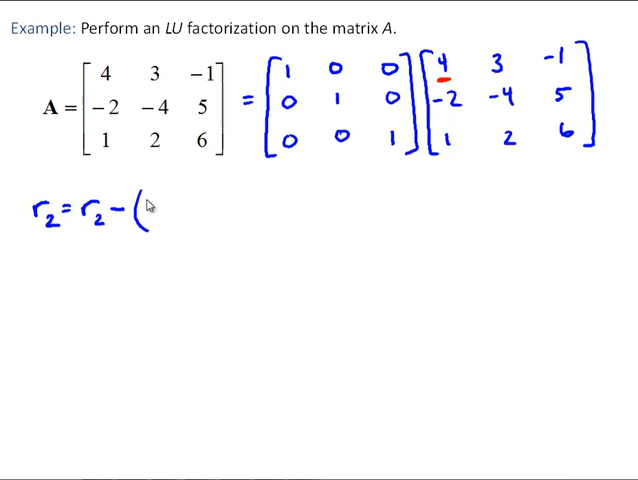 Example: Perform an LU factorization on the matrix A.
A = [4 3 −1; −2 −4 5; 1 2 6] = [1 0 0; 0 1 0; 0 0 1] [4 3 -1; -2 -4 5; 1 2 6]
r₂ = r₂ - (